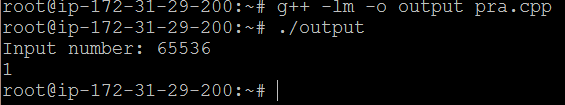 root@ip-172-31-29-200:~# g++ -lm -o output pra.cpp
root@ip-172-31-29-200:~# ./output
Input number: 65536
1
root@ip-172-31-29-200:~#